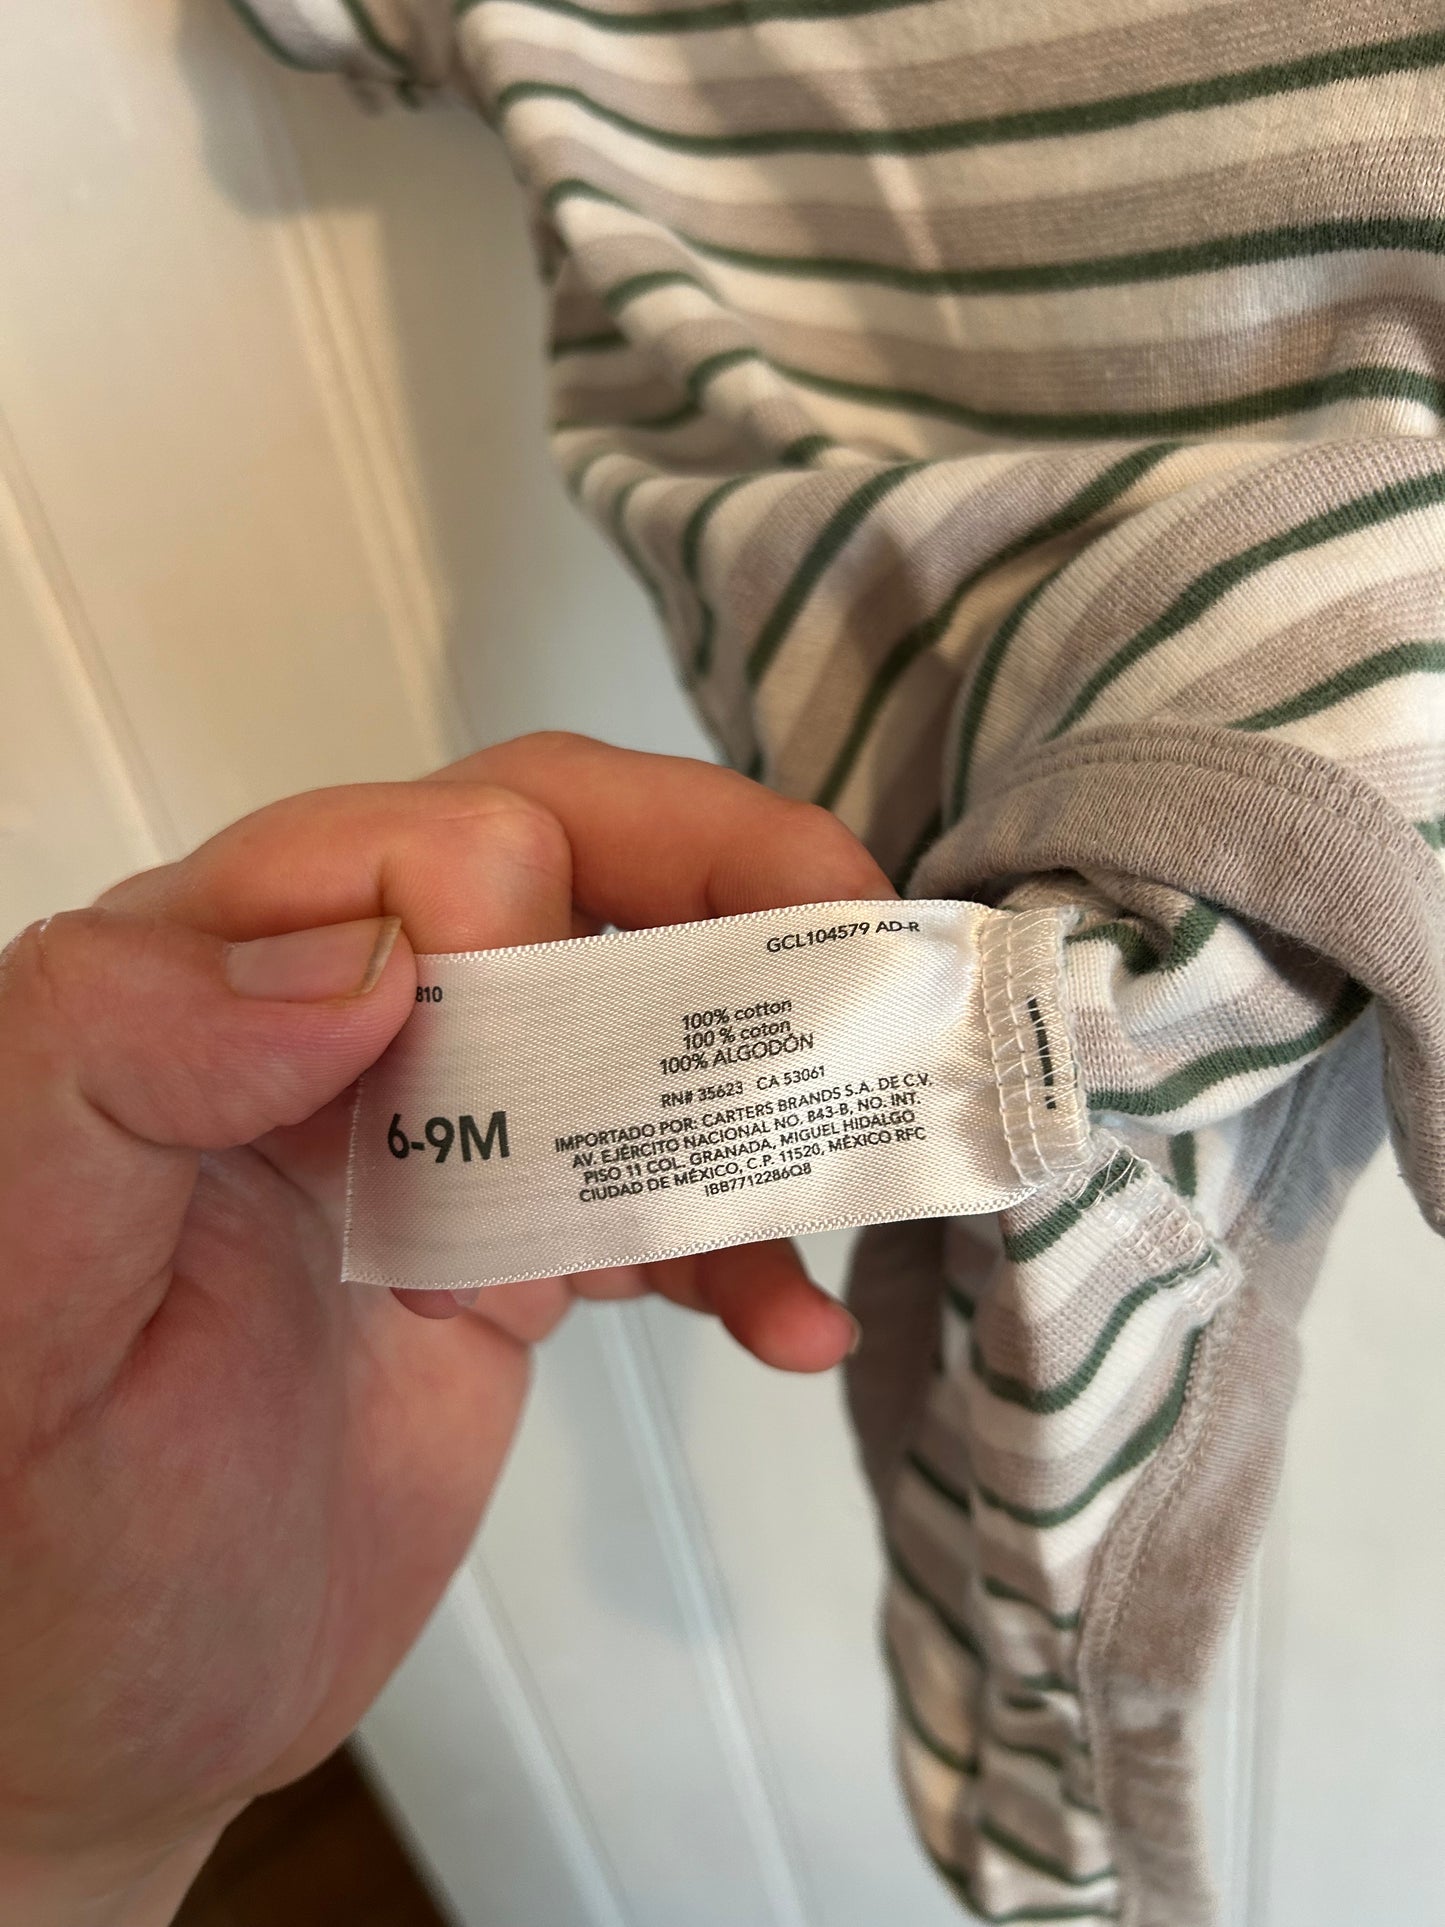 GCL104579 AD-R
810
100% cotton
100 % coton
100% ALGODÓN
RN# 35623 CA 53061
6-9M
IMPORTADO POR: CARTERS BRANDS S.A. DE C.V.
AV. EJÉRCITO NACIONAL NO. 843-B, NO. INT.
PISO 11 COL. GRANADA, MIGUEL HIDALGO
CIUDAD DE MÉXICO, C.P. 11520, MÉXICO RFC
IBB7712286Q8